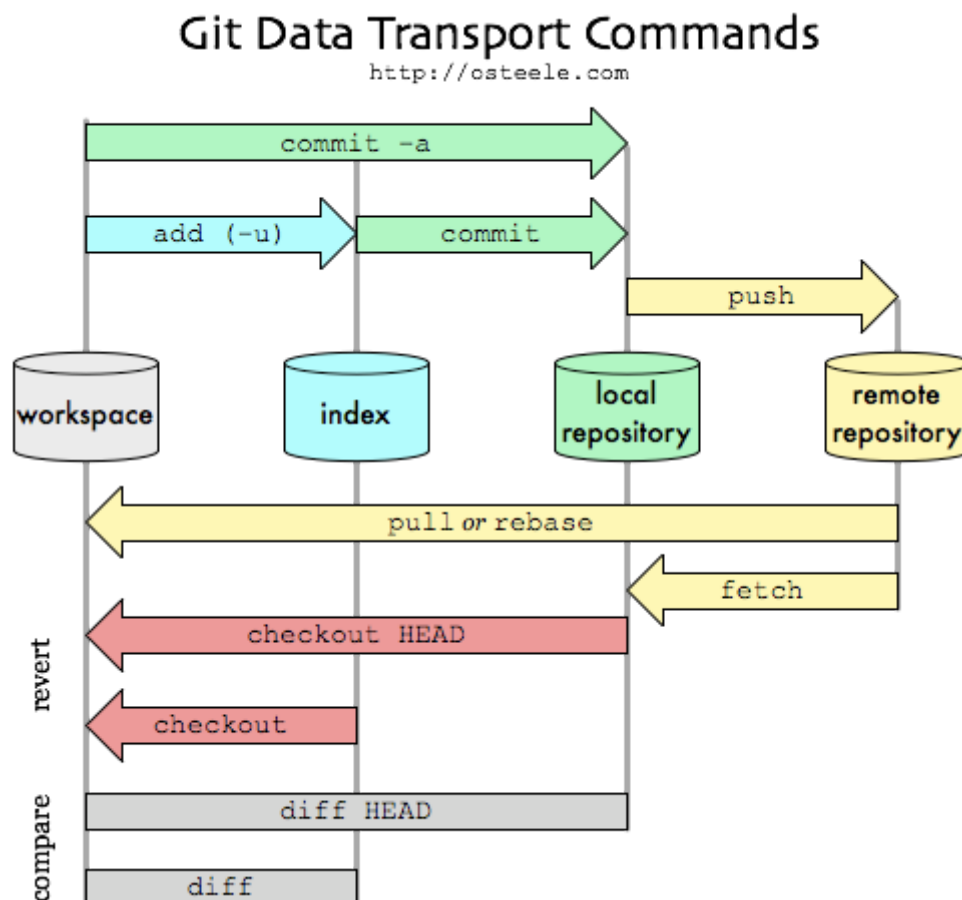 Git Data Transport Commands
http://osteele.com
commit -a
add (-u)
commit
push
workspace
index
local
repository
remote
repository
pull or rebase
fetch
checkout HEAD
revert
checkout
diff HEAD
compare
diff